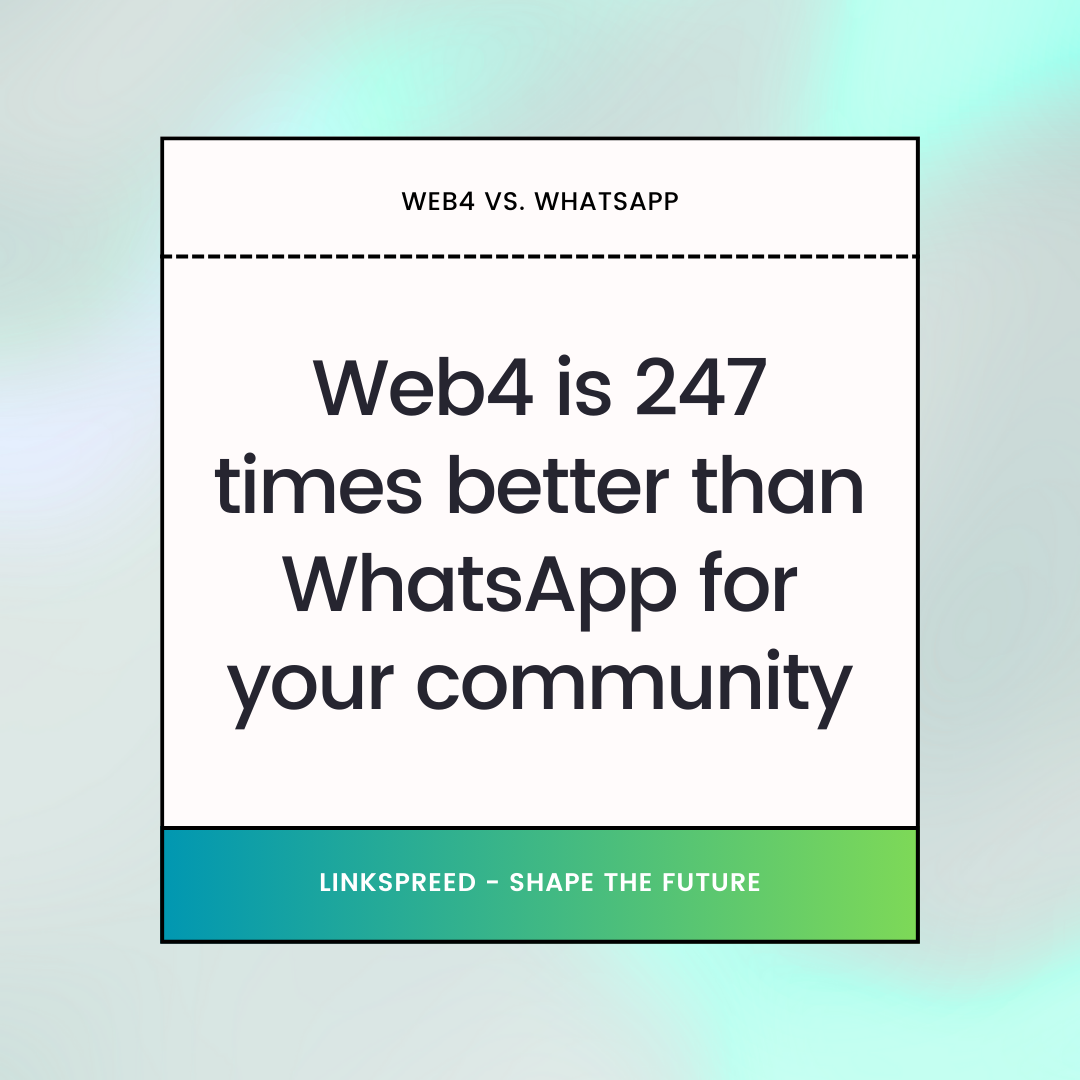 WEB4 VS. WHATSAPP
Web4 is 247
times better than
WhatsApp for
your community
LINKSPREED - SHAPE THE FUTURE